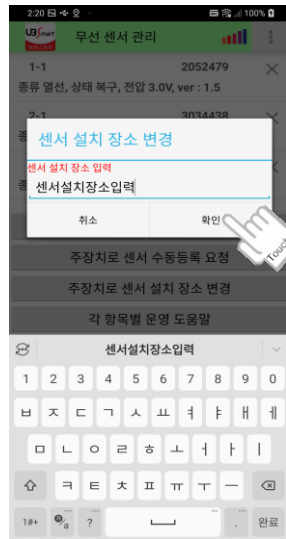 2:20
100%
UBSmart
무선 센서 관리
1-1 2052479
종류 열선, 상태 복구, 전압 3.0V, ver : 1.5
2-1 3034438
센서 설치 장소 변경
센서 설치 장소 입력
센서설치장소입력
취소 확인
Touch
주장치로 센서 수동등록 요청
주장치로 센서 설치 장소 변경
각 항목별 운영 도움말
센서설치장소입력
1 2 3 4 5 6 7 8 9 0
ㅂ ㅈ ㄷ ㄱ ㅅ ㅛ ㅕ ㅑ ㅐ ㅔ
ㅁ ㄴ ㅇ ㄹ ㅎ ㅗ ㅓ ㅏ ㅣ
ㅋ ㅌ ㅊ ㅍ ㅠ ㅜ ㅡ
!#+ ? . 완료